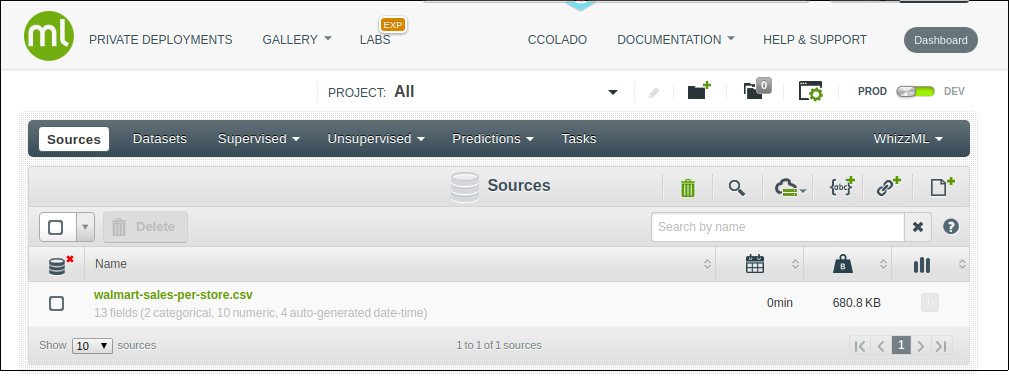 EXP
ml PRIVATE DEPLOYMENTS GALLERY LABS CCOLADO DOCUMENTATION HELP & SUPPORT Dashboard
PROJECT: All 0 PROD DEV
Sources Datasets Supervised Unsupervised Predictions Tasks WhizzML
Sources {abc}
Delete Search by name ?
Name B
walmart-sales-per-store.csv 0min 680.8 KB
13 fields (2 categorical, 10 numeric, 4 auto-generated date-time)
Show 10 sources 1 to 1 of 1 sources 1